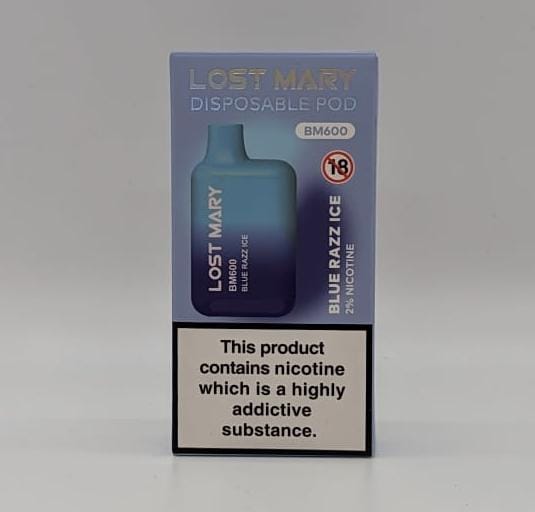 LOST MARY
DISPOSABLE POD
BM600
18
LOST MARY
BM600
BLUE RAZZ ICE
BLUE RAZZ ICE
2% NICOTINE
This product
contains nicotine
which is a highly
addictive
substance.